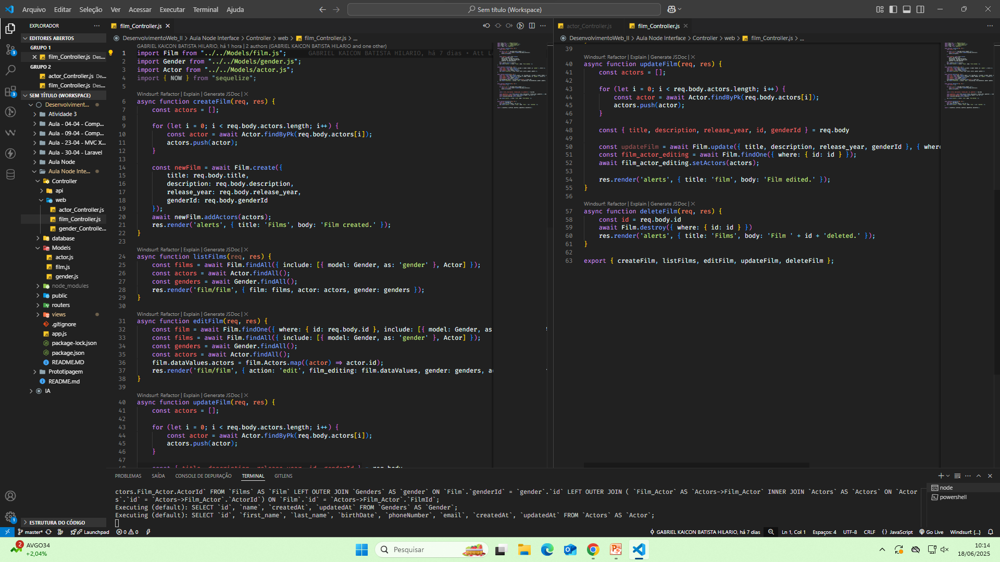 Arquivo Editar Seleção Ver Acessar Executar Terminal Ajuda
Sem título (Workspace)
EXPLORADOR
EDITORES ABERTOS
GRUPO 1
film_Controller.js Des...
GRUPO 2
actor_Controller.js De...
film_Controller.js Des...
SEM TÍTULO (WORKSPACE)
Desenvolviment...
Atividade 3
Aula - 04-04 - Comp...
Aula - 09-04 - Comp...
Aula - 23-04 - MVC X...
Aula - 30-04 - Laravel
Aula Node
Aula Node Inte...
Controller
api
web
actor_Controller.js
film_Controller.js
gender_Controlle...
database
Models
actor.js
film.js
gender.js
node_modules
public
routers
views
.gitignore
app.js
package-lock.json
package.json
README.MD
Prototipagem
README.md
IA
ESTRUTURA DO CÓDIGO
film_Controller.js
DesenvolvimentoWeb_II > Aula Node Interface > Controller > web > film_Controller.js > ...
GABRIEL KAICON BATISTA HILARIO, há 1 hora | 2 authors (GABRIEL KAICON BATISTA HILARIO and one other)
1 import Film from "../../Models/film.js"; GABRIEL KAICON BATISTA HILARIO, há 7 dias • Att La
2 import Gender from "../../Models/gender.js";
3 import Actor from "../../Models/actor.js";
4 import { NOW } from "sequelize";
5
Windsurf: Refactor | Explain | Generate JSDoc | X
6 async function createFilm(req, res) {
7 const actors = [];
8
9 for (let i = 0; i < req.body.actors.length; i++) {
10 const actor = await Actor.findByPk(req.body.actors[i]);
11 actors.push(actor);
12 }
13
14 const newFilm = await Film.create({
15 title: req.body.title,
16 description: req.body.description,
17 release_year: req.body.release_year,
18 genderId: req.body.genderId
19 });
20 await newFilm.addActors(actors);
21 res.render('alerts', { title: 'Films', body: 'Film created.' });
22 }
23
Windsurf: Refactor | Explain | Generate JSDoc | X
24 async function listFilms(req, res) {
25 const films = await Film.findAll({ include: [{ model: Gender, as: 'gender' }, Actor] });
26 const actors = await Actor.findAll();
27 const genders = await Gender.findAll();
28 res.render('film/film', { film: films, actor: actors, gender: genders });
29 }
30
Windsurf: Refactor | Explain | Generate JSDoc | X
31 async function editFilm(req, res) {
32 const film = await Film.findOne({ where: { id: req.body.id }, include: [{ model: Gender, as
33 const films = await Film.findAll({ include: [{ model: Gender, as: 'gender' }, Actor] });
34 const genders = await Gender.findAll();
35 const actors = await Actor.findAll();
36 film.dataValues.actors = film.Actors.map((actor) => actor.id);
37 res.render('film/film', { action: 'edit', film_editing: film.dataValues, gender: genders, a
38 }
39
Windsurf: Refactor | Explain | Generate JSDoc | X
40 async function updateFilm(req, res) {
41 const actors = [];
42
43 for (let i = 0; i < req.body.actors.length; i++) {
44 const actor = await Actor.findByPk(req.body.actors[i]);
45 actors.push(actor);
46 }
47
48 const { title, description, release_year, id, genderId } = req.body
actor_Controller.js film_Controller.js
DesenvolvimentoWeb_II > Aula Node Interface > Controller > web > film_Controller.js > ...
39
Windsurf: Refactor | Explain | Generate JSDoc | X
40 async function updateFilm(req, res) {
41 const actors = [];
42
43 for (let i = 0; i < req.body.actors.length; i++) {
44 const actor = await Actor.findByPk(req.body.actors[i]);
45 actors.push(actor);
46 }
47
48 const { title, description, release_year, id, genderId } = req.body
49
50 const updateFilm = await Film.update({ title, description, release_year, genderId }, { where
51 const film_actor_editing = await Film.findOne({ where: { id: id } });
52 await film_actor_editing.setActors(actors);
53
54 res.render('alerts', { title: 'film', body: 'Film edited.' });
55 }
56
Windsurf: Refactor | Explain | Generate JSDoc | X
57 async function deleteFilm(req, res) {
58 const id = req.body.id
59 await Film.destroy({ where: { id: id } })
60 res.render('alerts', { title: 'Films', body: 'Film ' + id + 'deleted.' });
61 }
62
63 export { createFilm, listFilms, editFilm, updateFilm, deleteFilm };
PROBLEMAS SAÍDA CONSOLE DE DEPURAÇÃO TERMINAL GITLENS
ctors.Film_Actor.ActorId` FROM `Films` AS `Film` LEFT OUTER JOIN `Genders` AS `gender` ON `Film`.`genderId` = `gender`.`id` LEFT OUTER JOIN ( `Film_Actor` AS `Actors->Film_Actor` INNER JOIN `Actors` AS `Actors` ON `Actor
s`.`id` = `Actors->Film_Actor`.`ActorId`) ON `Film`.`id` = `Actors->Film_Actor`.`FilmId`;
Executing (default): SELECT `id`, `name`, `createdAt`, `updatedAt` FROM `Genders` AS `Gender`;
Executing (default): SELECT `id`, `first_name`, `last_name`, `birthDate`, `phoneNumber`, `email`, `createdAt`, `updatedAt` FROM `Actors` AS `Actor`;
node
powershell
master* Launchpad 0 0 GABRIEL KAICON BATISTA HILARIO, há 7 dias Ln 1, Col 1 Espaços: 4 UTF-8 CRLF {} JavaScript Go Live Windsurf: {...}
2 AVGO34
+2,04%
Pesquisar
10:14
18/06/2025